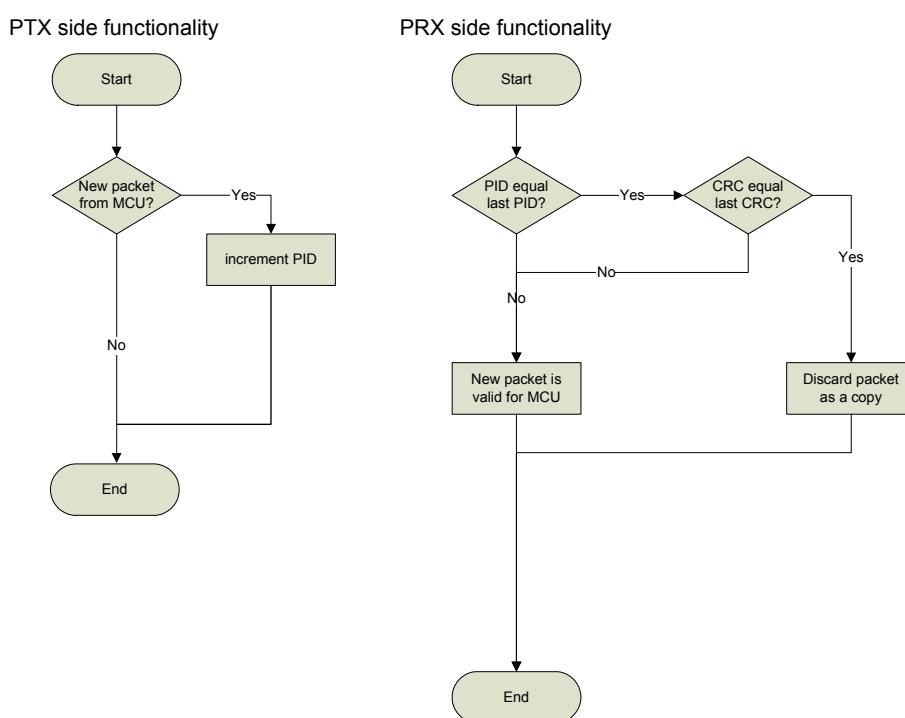 PTX side functionality
Start
New packet
from MCU?
Yes
increment PID
No
End
PRX side functionality
Start
PID equal
last PID?
Yes
CRC equal
last CRC?
No
Yes
No
New packet is
valid for MCU
Discard packet
as a copy
End